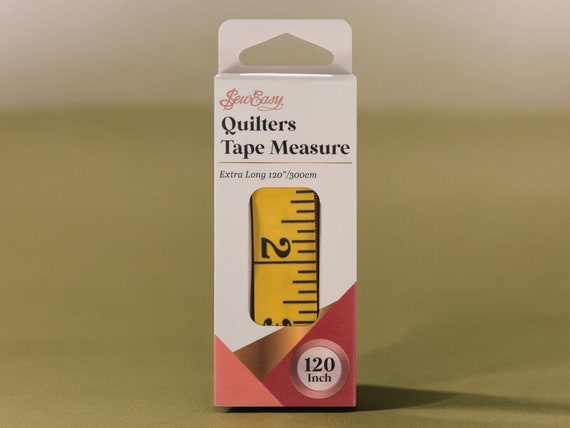 SewEasy
Quilters
Tape Measure
Extra Long 120"/300cm
2
120
Inch